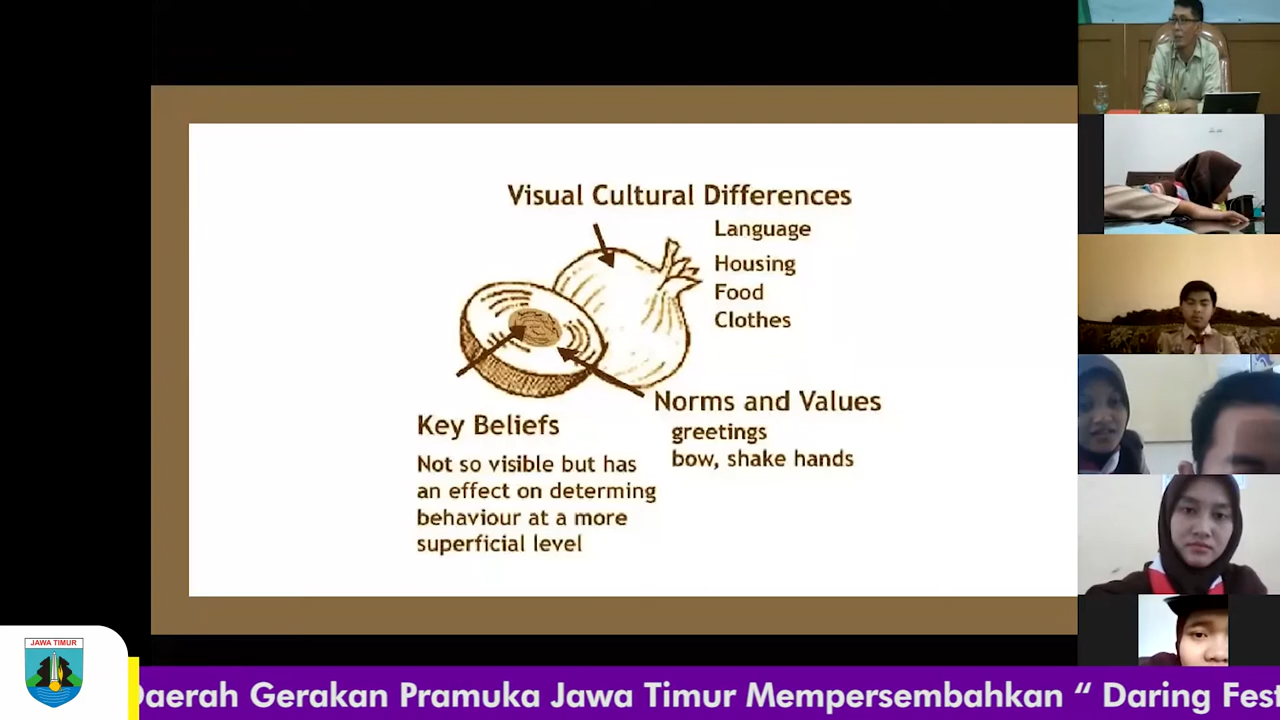 Visual Cultural Differences
Language
Housing
Food
Clothes
Norms and Values
greetings
bow, shake hands
Key Beliefs
Not so visible but has
an effect on determing
behaviour at a more
superficial level
JAWA TIMUR
Daerah Gerakan Pramuka Jawa Timur Mempersembahkan “ Daring Fest